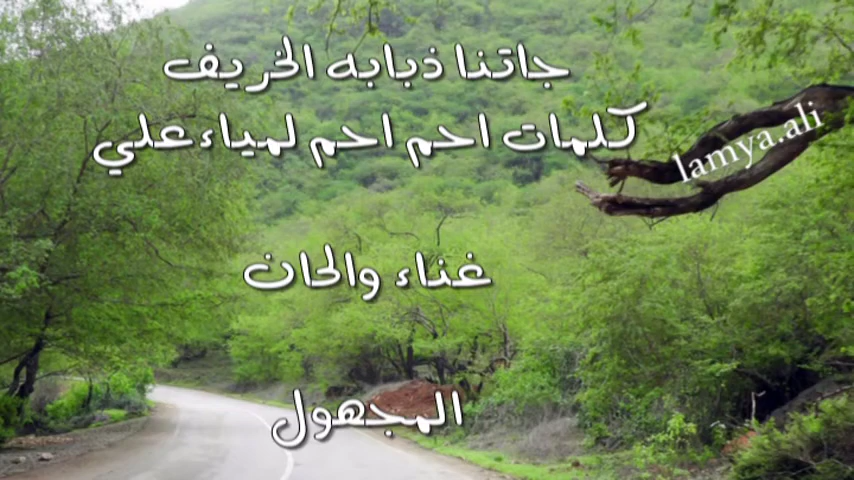 جاتنا ذبابه الخريف
كلمات احم احم لمياء علي
lamya.ali
غناء والحان
المجهول